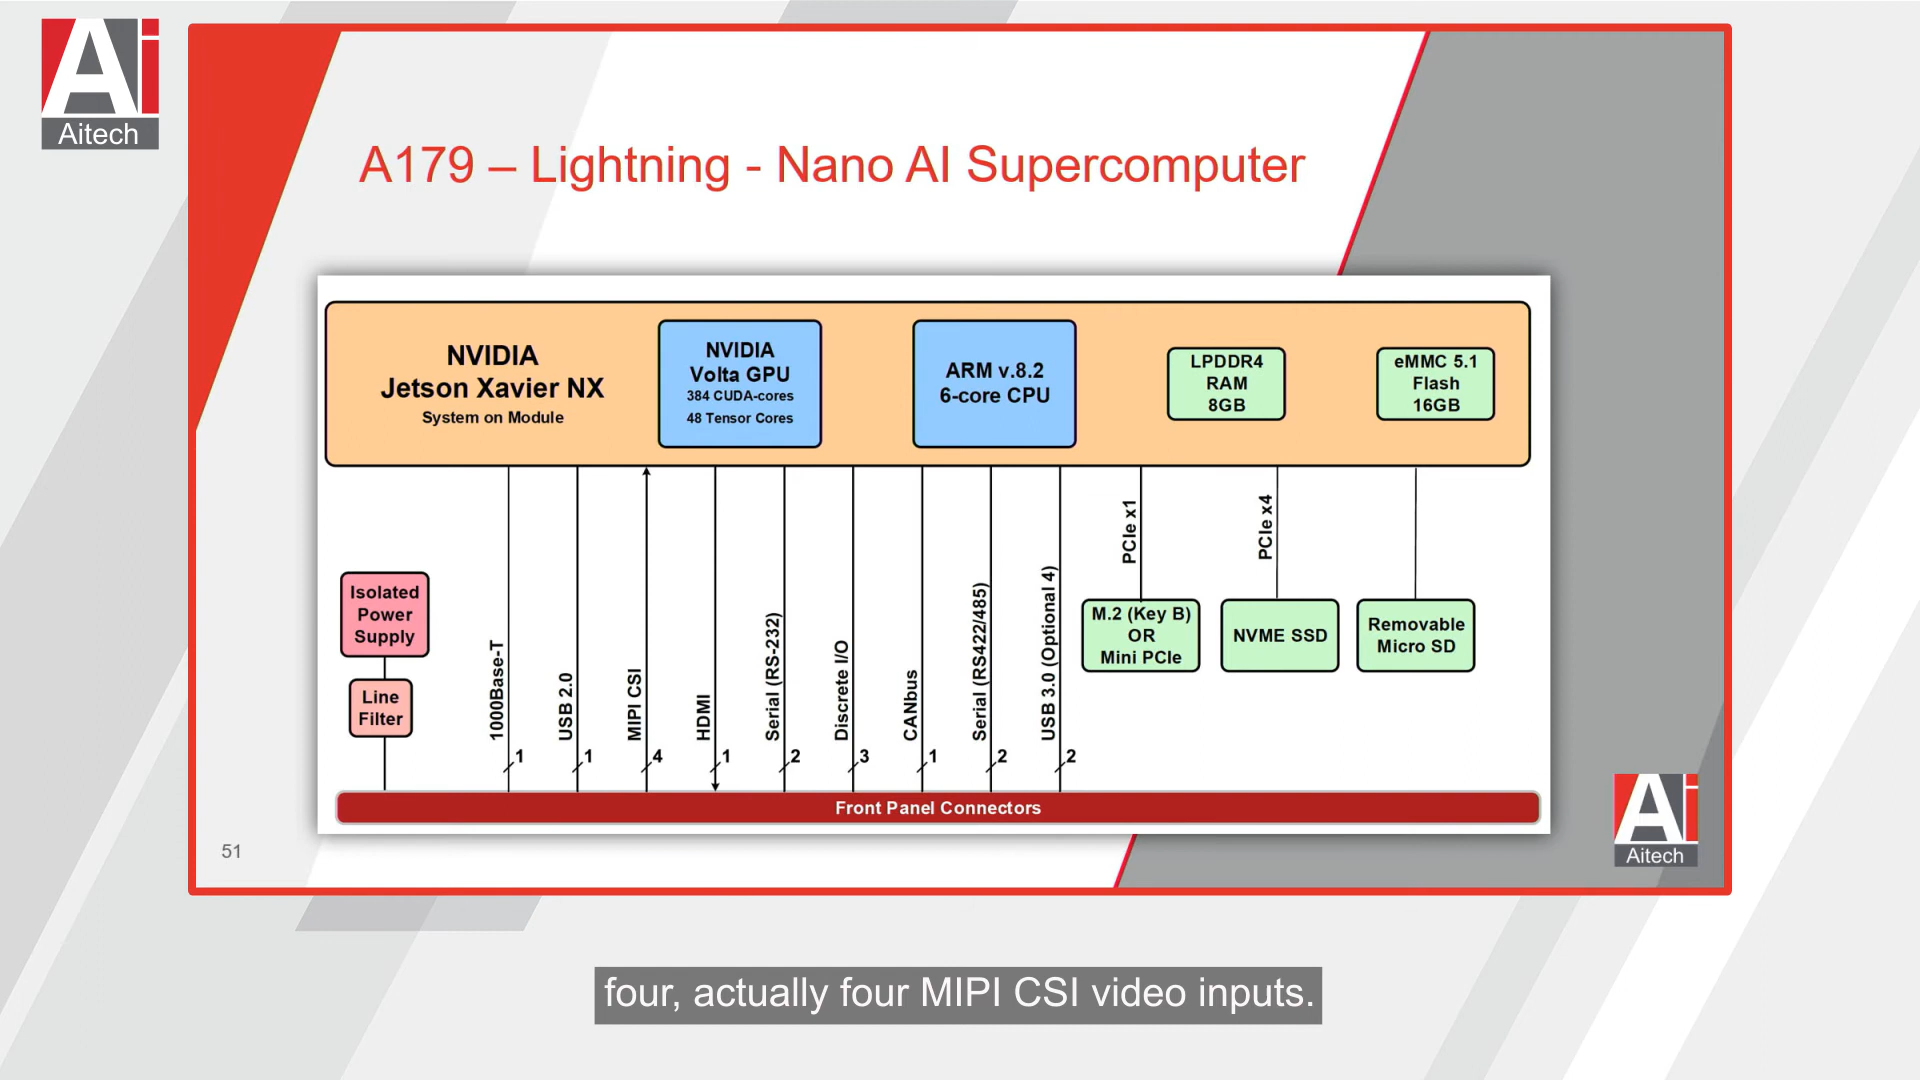 Ai
Aitech
A179 – Lightning - Nano AI Supercomputer
NVIDIA
Jetson Xavier NX
System on Module
NVIDIA
Volta GPU
384 CUDA-cores
48 Tensor Cores
ARM v.8.2
6-core CPU
LPDDR4
RAM
8GB
eMMC 5.1
Flash
16GB
Isolated
Power
Supply
Line
Filter
1000Base-T
1
USB 2.0
1
MIPI CSI
4
HDMI
1
Serial (RS-232)
2
Discrete I/O
3
CANbus
1
Serial (RS422/485)
2
USB 3.0 (Optional 4)
2
PCIe x1
M.2 (Key B)
OR
Mini PCIe
PCIe x4
NVME SSD
Removable
Micro SD
Front Panel Connectors
51
Ai
Aitech
four, actually four MIPI CSI video inputs.